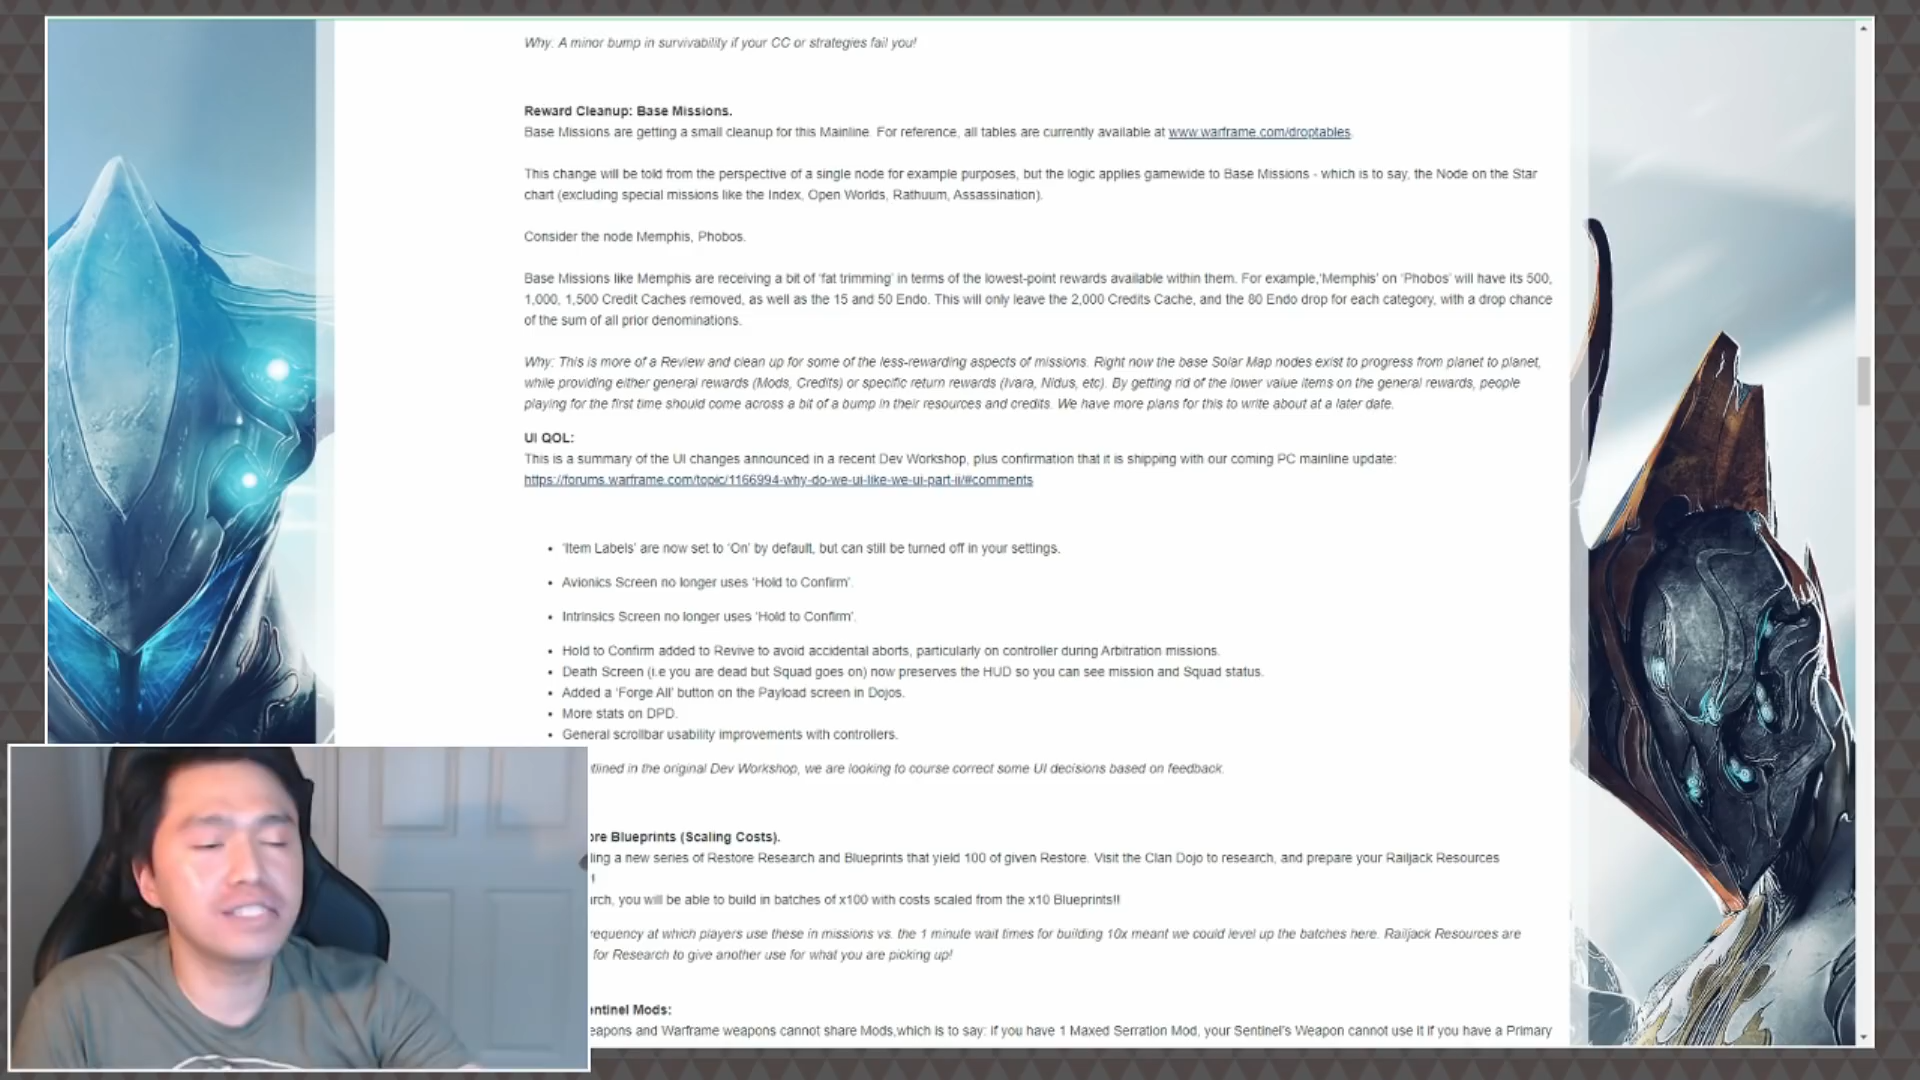 Why: A minor bump in survivability if your CC or strategies fail you!
Reward Cleanup: Base Missions.
Base Missions are getting a small cleanup for this Mainline. For reference, all tables are currently available at www.warframe.com/droptables
This change will be told from the perspective of a single node for example purposes, but the logic applies gamewide to Base Missions - which is to say, the Node on the Star
chart (excluding special missions like the Index, Open Worlds, Rathuum, Assassination).
Consider the node Memphis, Phobos.
Base Missions like Memphis are receiving a bit of 'fat trimming' in terms of the lowest-point rewards available within them. For example,'Memphis' on 'Phobos' will have its 500,
1,000, 1,500 Credit Caches removed, as well as the 15 and 50 Endo. This will only leave the 2,000 Credits Cache, and the 80 Endo drop for each category, with a drop chance
of the sum of all prior denominations.
Why: This is more of a Review and clean up for some of the less-rewarding aspects of missions. Right now the base Solar Map nodes exist to progress from planet to planet,
while providing either general rewards (Mods, Credits) or specific return rewards (Ivara, Nidus, etc). By getting rid of the lower value items on the general rewards, people
playing for the first time should come across a bit of a bump in their resources and credits. We have more plans for this to write about at a later date.
UI QOL:
This is a summary of the UI changes announced in a recent Dev Workshop, plus confirmation that it is shipping with our coming PC mainline update:
https://forums.warframe.com/topic/1166994-why-do-we-ui-like-we-ui-part-ii/#comments
• 'Item Labels' are now set to 'On' by default, but can still be turned off in your settings.
• Avionics Screen no longer uses 'Hold to Confirm'.
• Intrinsics Screen no longer uses 'Hold to Confirm'.
• Hold to Confirm added to Revive to avoid accidental aborts, particularly on controller during Arbitration missions.
• Death Screen (i.e you are dead but Squad goes on) now preserves the HUD so you can see mission and Squad status.
• Added a 'Forge All' button on the Payload screen in Dojos.
• More stats on DPD.
• General scrollbar usability improvements with controllers.
tlined in the original Dev Workshop, we are looking to course correct some UI decisions based on feedback.
ore Blueprints (Scaling Costs).
ling a new series of Restore Research and Blueprints that yield 100 of given Restore. Visit the Clan Dojo to research, and prepare your Railjack Resources
!
rch, you will be able to build in batches of x100 with costs scaled from the x10 Blueprints!!
requency at which players use these in missions vs. the 1 minute wait times for building 10x meant we could level up the batches here. Railjack Resources are
for Research to give another use for what you are picking up!
entinel Mods:
eapons and Warframe weapons cannot share Mods,which is to say: if you have 1 Maxed Serration Mod, your Sentinel's Weapon cannot use it if you have a Primary